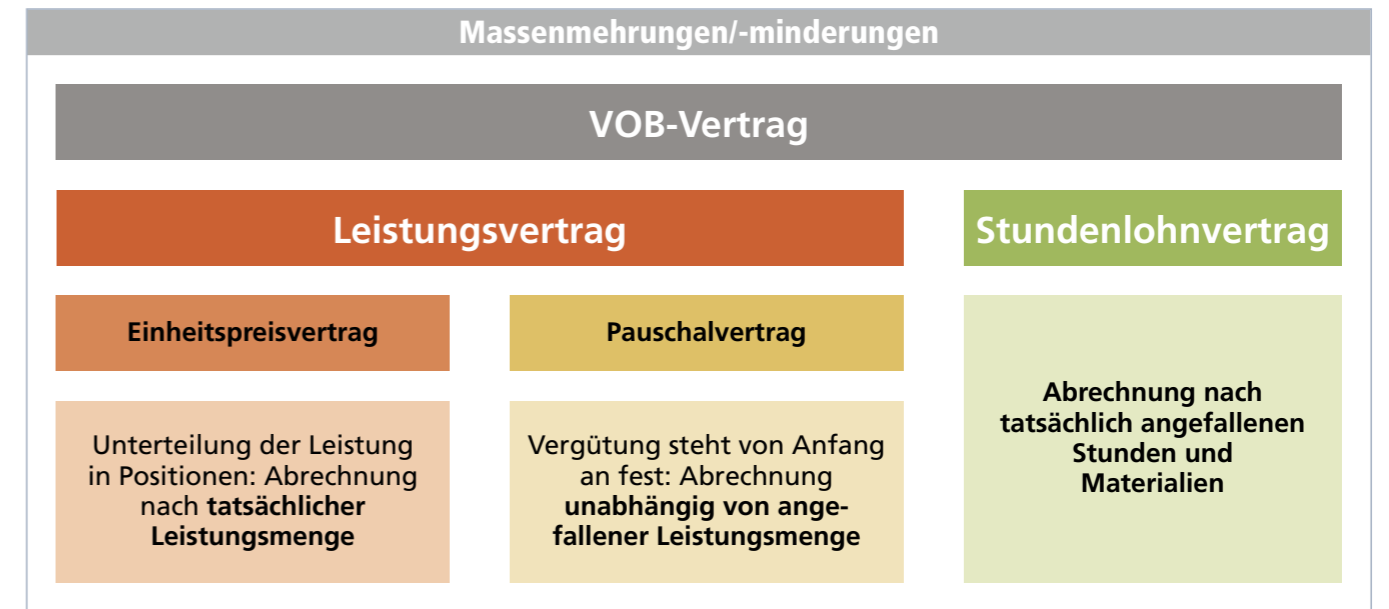 Massenmehrungen/-minderungen
VOB-Vertrag
Leistungsvertrag
Stundenlohnvertrag
Einheitspreisvertrag
Pauschalvertrag
Unterteilung der Leistung
in Positionen: Abrechnung
nach tatsächlicher
Leistungsmenge
Vergütung steht von Anfang
an fest: Abrechnung
unabhängig von ange-
fallener Leistungsmenge
Abrechnung nach
tatsächlich angefallenen
Stunden und
Materialien